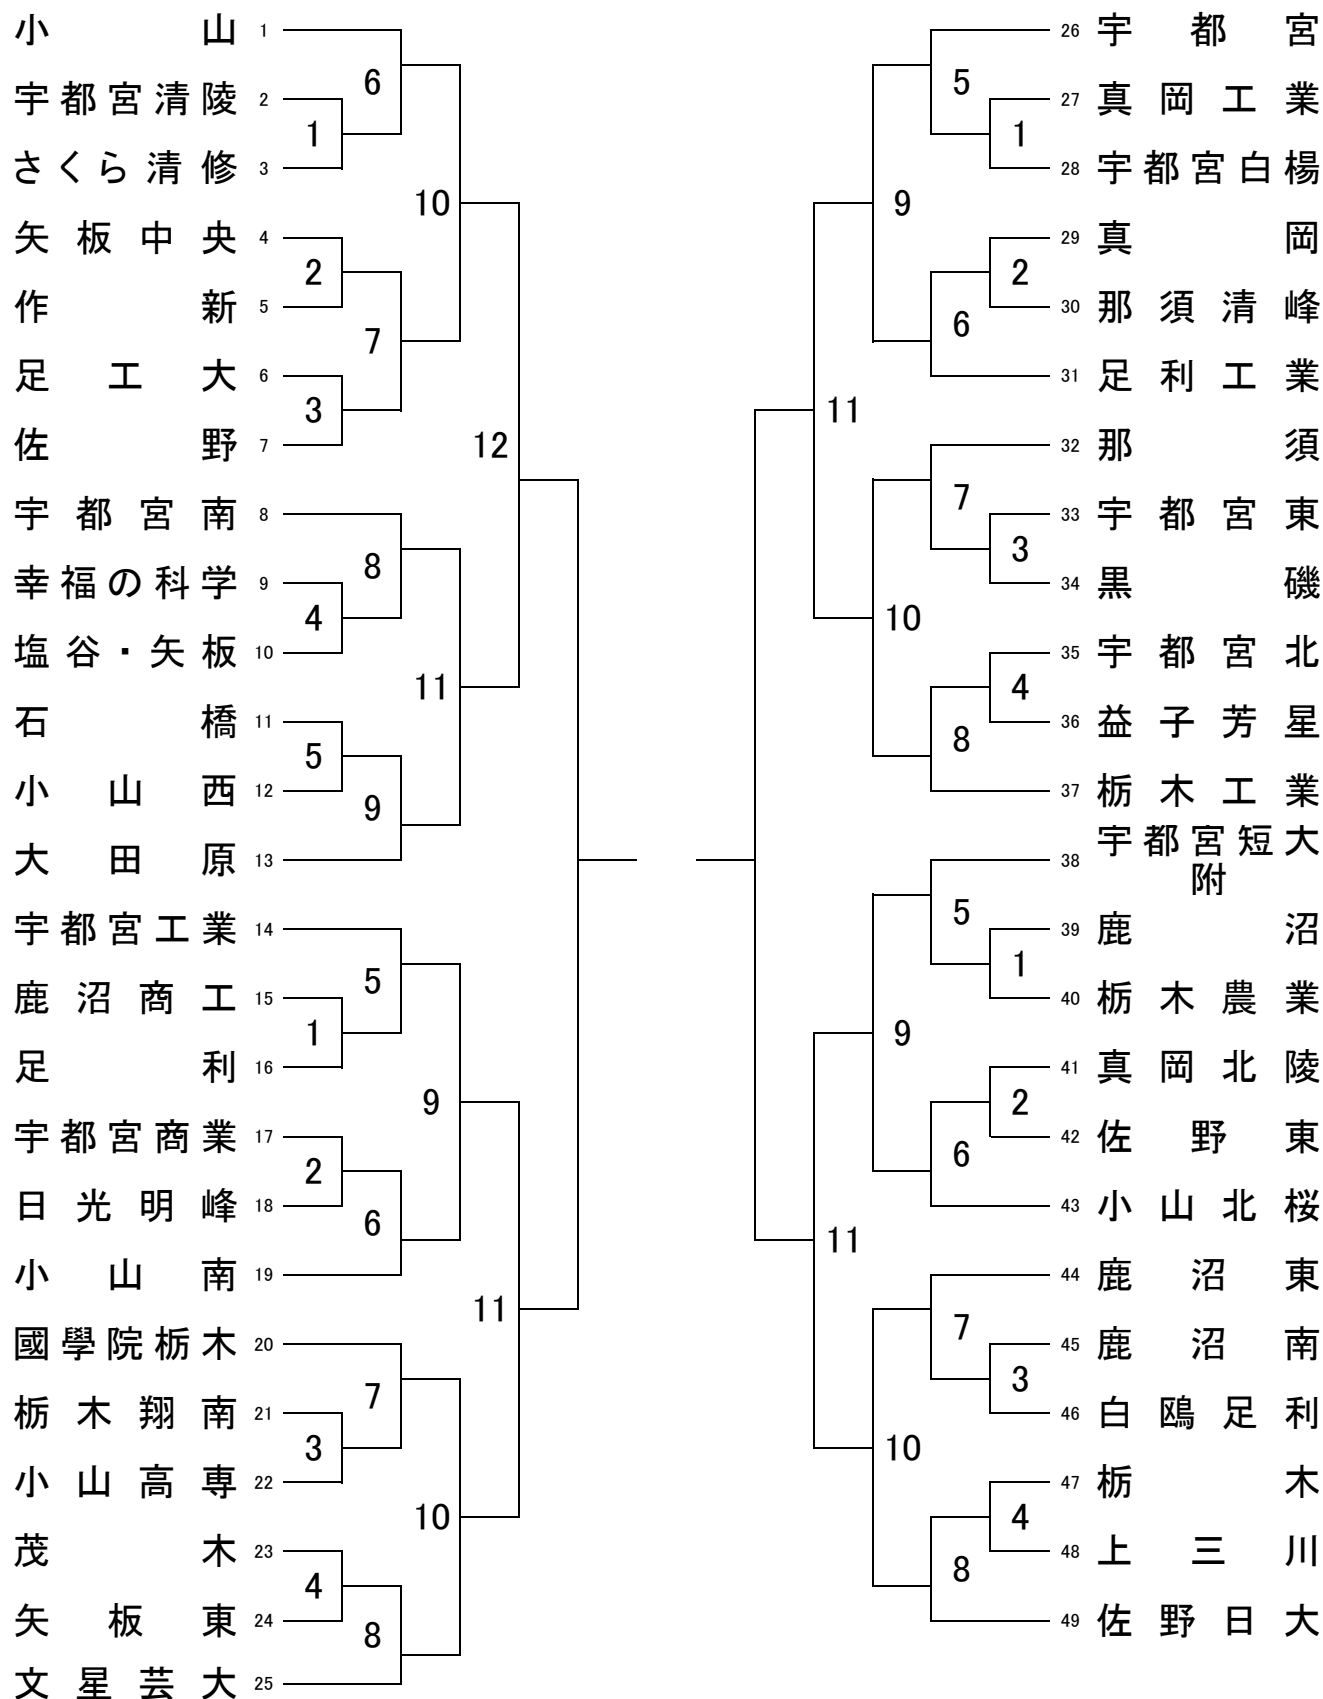 小山 1
6
宇都宮清陵 2
1
さくら清修 3
10
矢板中央 4
2
作新 5
7
足工大 6
3
佐野 7
12
宇都宮南 8
8
幸福の科学 9
4
塩谷・矢板 10
11
石橋 11
5
小山西 12
9
大田原 13
宇都宮工業 14
5
鹿沼商工 15
1
足利 16
9
宇都宮商業 17
2
日光明峰 18
6
小山南 19
11
國學院栃木 20
7
栃木翔南 21
3
小山高専 22
10
茂木 23
4
矢板東 24
8
文星芸大 25
26 宇都宮
5
27 真岡工業
1
28 宇都宮白楊
9
29 真岡
2
30 那須清峰
6
31 足利工業
11
32 那須
7
33 宇都宮東
3
34 黒磯
10
35 宇都宮北
4
36 益子芳星
8
37 栃木工業
38 宇都宮短大
附
5
39 鹿沼
1
40 栃木農業
9
41 真岡北陵
2
42 佐野東
6
43 小山北桜
11
44 鹿沼東
7
45 鹿沼南
3
46 白鴎足利
10
47 栃木
4
48 上三川
8
49 佐野日大